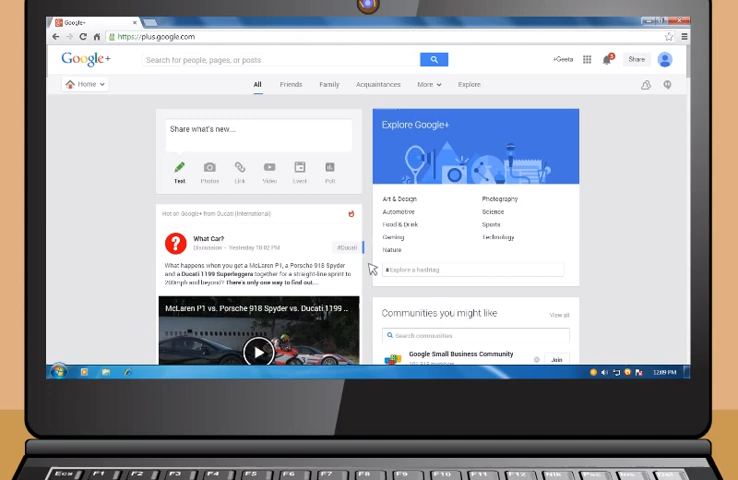 Google+
https://plus.google.com
Google+
Search for people, pages, or posts
+Geeta
3
Share
Home
All
Friends
Family
Acquaintances
More
Explore
Share what's new...
Text
Photos
Link
Video
Event
Poll
Explore Google+
Art & Design
Photography
Automotive
Science
Food & Drink
Sports
Gaming
Technology
Nature
# Explore a hashtag
Hot on Google+ from Ducati (International)
What Car?
Discussion - Yesterday 10:02 PM
#Ducati
What happens when you get a McLaren P1, a Porsche 918 Spyder
and a Ducati 1199 Superleggera together for a straight-line sprint to
200mph and beyond? There's only one way to find out...
McLaren P1 vs. Porsche 918 Spyder vs. Ducati 1199 ...
Communities you might like
View all
Search communities
Google Small Business Community
Join
12:09 PM
Esc
F1
F2
F3
F4
F5
F6
F7
F8
F9
F10
F11
F12